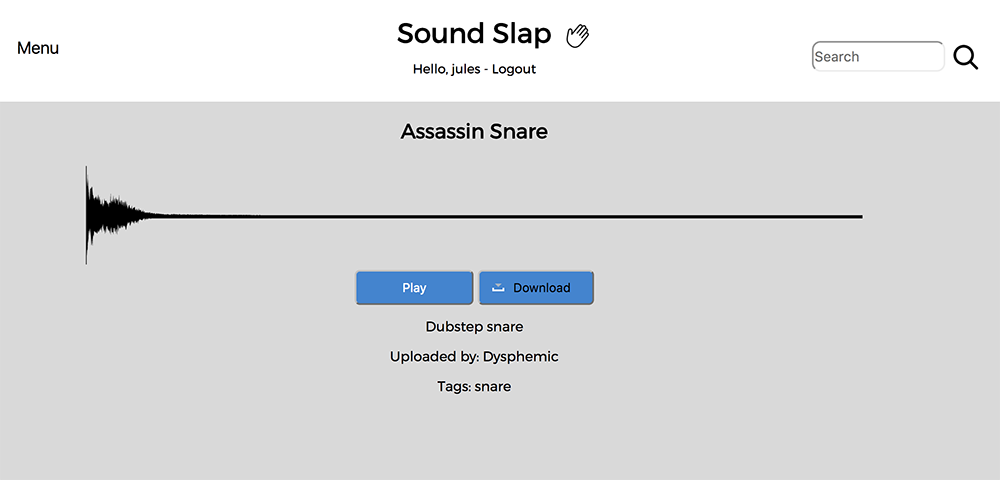 Menu
Sound Slap
Hello, jules - Logout
Search
Assassin Snare
Play
Download
Dubstep snare
Uploaded by: Dysphemic
Tags: snare